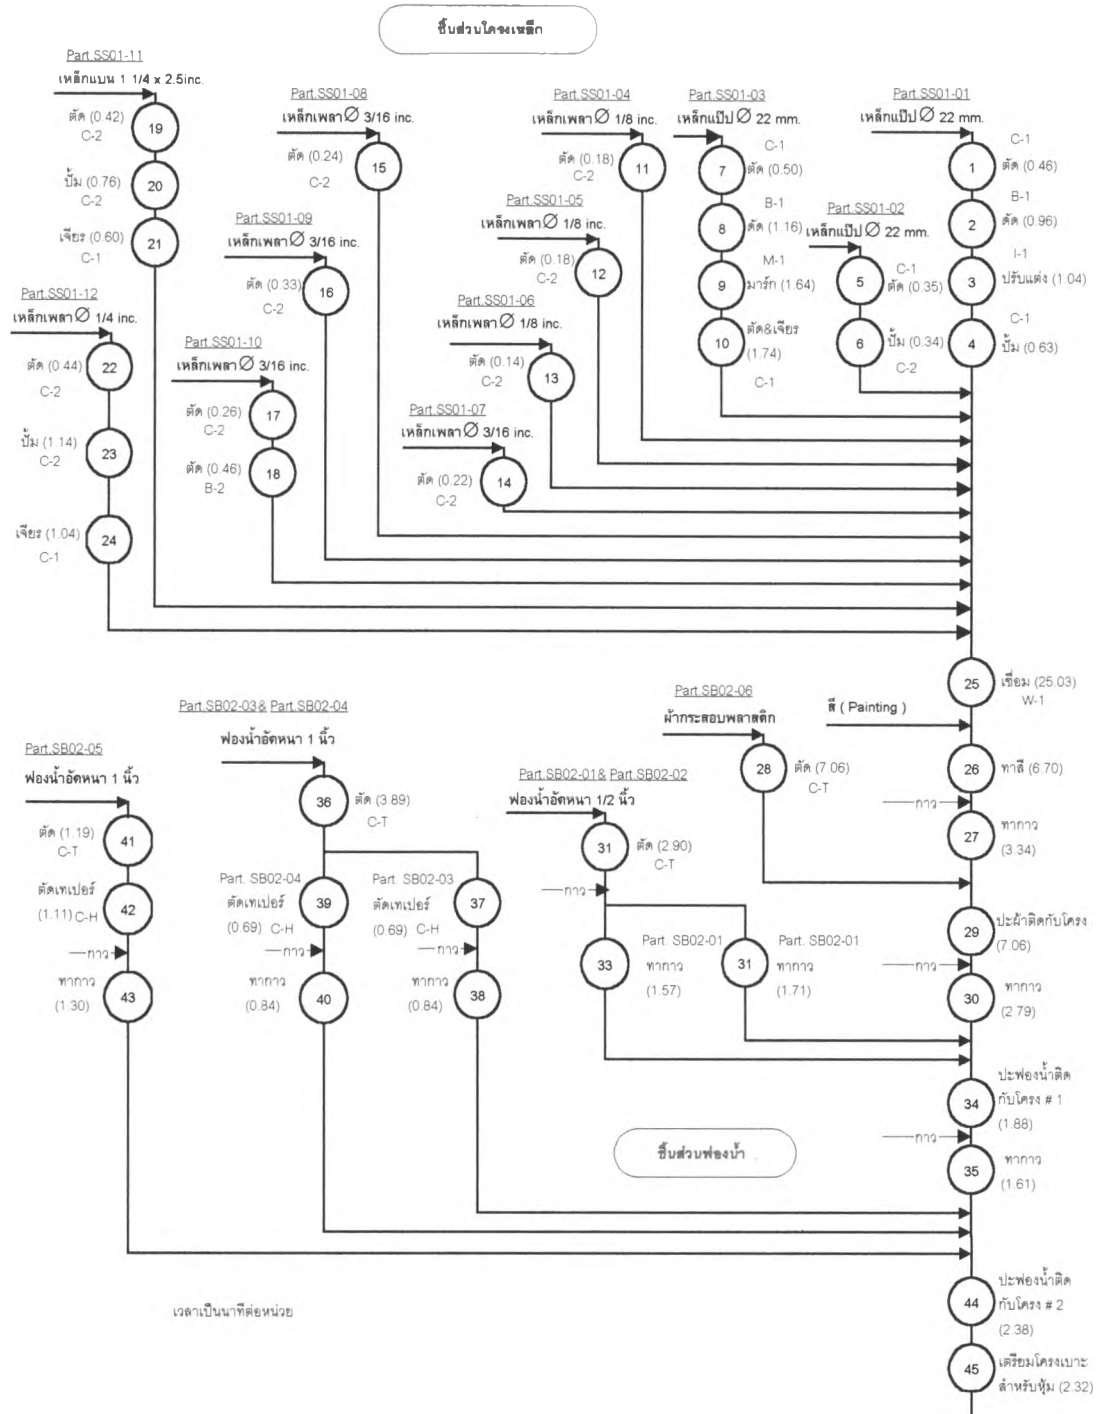 ชิ้นส่วนโครงเหล็ก
Part.SS01-11
เหล็กแบน 1 1/4 x 2.5inc.
ตัด (0.42)
C-2
19
ปั๊ม (0.76)
C-2
20
เจียร (0.60)
C-1
21
Part.SS01-12
เหล็กเพลา Ø 1/4 inc.
ตัด (0.44)
C-2
22
ปั๊ม (1.14)
C-2
23
เจียร (1.04)
C-1
24
Part.SS01-08
เหล็กเพลา Ø 3/16 inc.
ตัด (0.24)
C-2
15
Part.SS01-09
เหล็กเพลา Ø 3/16 inc.
ตัด (0.33)
C-2
16
Part.SS01-10
เหล็กเพลา Ø 3/16 inc.
ตัด (0.26)
C-2
17
ดัด (0.46)
B-2
18
Part.SS01-04
เหล็กเพลา Ø 1/8 inc.
ตัด (0.18)
C-2
11
Part.SS01-05
เหล็กเพลา Ø 1/8 inc.
ตัด (0.18)
C-2
12
Part.SS01-06
เหล็กเพลา Ø 1/8 inc.
ตัด (0.14)
C-2
13
Part.SS01-07
เหล็กเพลา Ø 3/16 inc.
ตัด (0.22)
C-2
14
Part.SS01-03
เหล็กแป๊ป Ø 22 mm.
C-1
7
ตัด (0.50)
B-1
8
ดัด (1.16)
M-1
9
มาร์ก (1.64)
10
ตัด&เจียร
(1.74)
C-1
Part.SS01-02
เหล็กแป๊ป Ø 22 mm.
5
C-1
ตัด (0.35)
6
ปั๊ม (0.34)
C-2
Part.SS01-01
เหล็กแป๊ป Ø 22 mm.
C-1
1
ตัด (0.46)
B-1
2
ดัด (0.96)
I-1
3
ปรับแต่ง (1.04)
C-1
4
ปั๊ม (0.63)
25
เชื่อม (25.03)
W-1
สี ( Painting )
26
ทาสี (6.70)
กาว
27
ทากาว
(3.34)
Part.SB02-06
ผ้ากระสอบพลาสติก
28
ตัด (7.06)
C-T
29
ปะผ้าติดกับโครง
(7.06)
กาว
30
ทากาว
(2.79)
Part.SB02-01& Part.SB02-02
ฟองน้ำอัดหนา 1/2 นิ้ว
31
ตัด (2.90)
C-T
กาว
33
Part. SB02-01
ทากาว
(1.57)
31
Part. SB02-01
ทากาว
(1.71)
34
ปะฟองน้ำติด
กับโครง # 1
(1.88)
กาว
35
ทากาว
(1.61)
ชิ้นส่วนฟองน้ำ
Part.SB02-03& Part.SB02-04
ฟองน้ำอัดหนา 1 นิ้ว
36
ตัด (3.89)
C-T
Part. SB02-04
ตัดเทเปอร์
(0.69) C-H
39
กาว
ทากาว
(0.84)
40
Part. SB02-03
ตัดเทเปอร์
(0.69) C-H
37
กาว
ทากาว
(0.84)
38
Part.SB02-05
ฟองน้ำอัดหนา 1 นิ้ว
ตัด (1.19)
C-T
41
ตัดเทเปอร์
(1.11) C-H
42
กาว
ทากาว
(1.30)
43
44
ปะฟองน้ำติด
กับโครง # 2
(2.38)
45
เตรียมโครงเบาะ
สำหรับหุ้ม (2.32)
เวลาเป็นนาทีต่อหน่วย